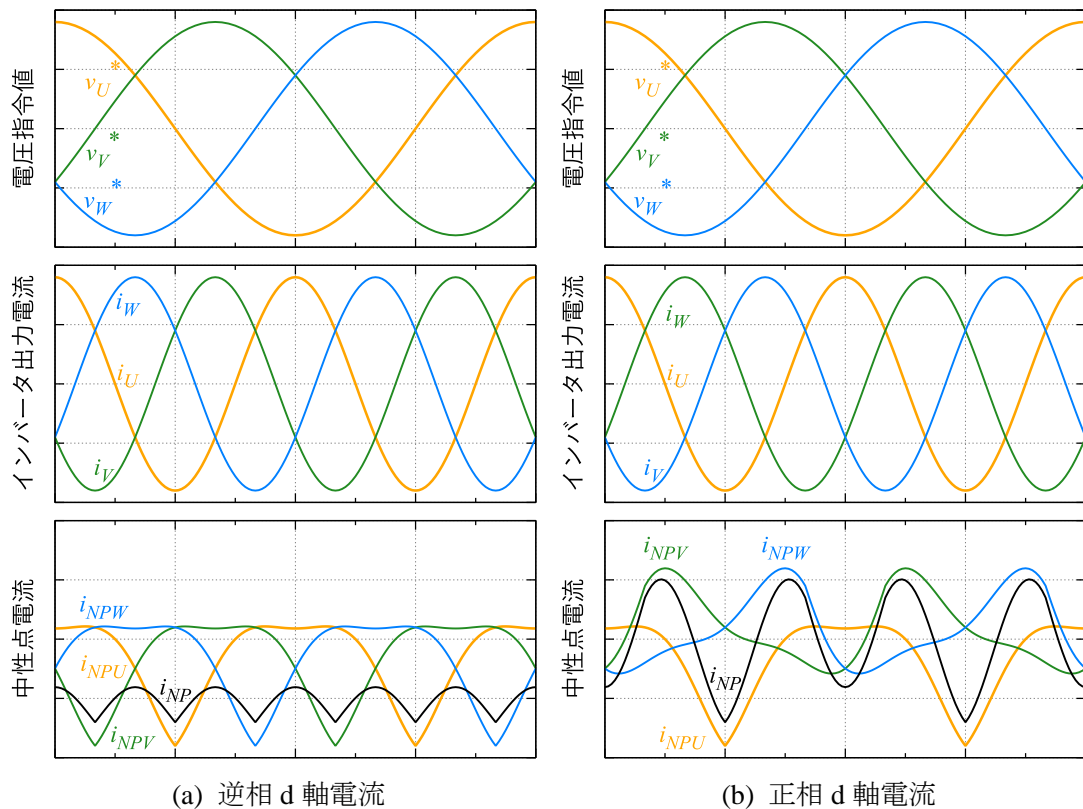 電圧指令値
v_U*
v_V*
v_W*
インバータ出力電流
i_W
i_U
i_V
中性点電流
i_NPW
i_NPU
i_NP
i_NPV
(a) 逆相 d 軸電流
電圧指令値
v_U*
v_V*
v_W*
インバータ出力電流
i_W
i_U
i_V
中性点電流
i_NPV
i_NPW
i_NP
i_NPU
(b) 正相 d 軸電流